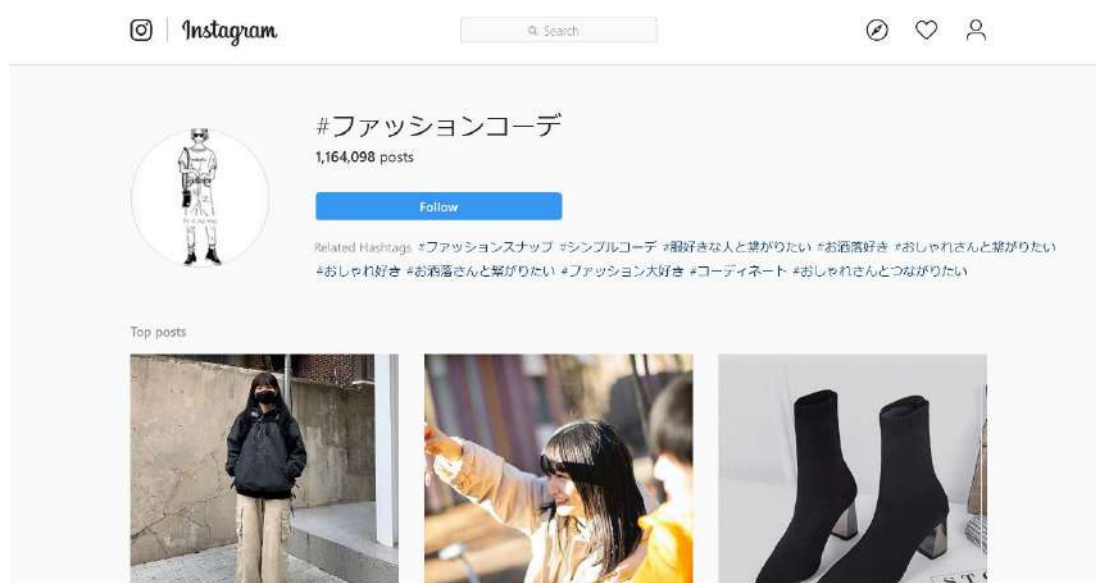 Instagram
Search
#ファッションコーデ
1,164,098 posts
Follow
Related Hashtags #ファッションスナップ #シンプルコーデ #服好きな人と繋がりたい #お洒落好き #おしゃれさんと繋がりたい
#おしゃれ好き #お洒落さんと繋がりたい #ファッション大好き #コーディネート #おしゃれさんとつながりたい
Top posts